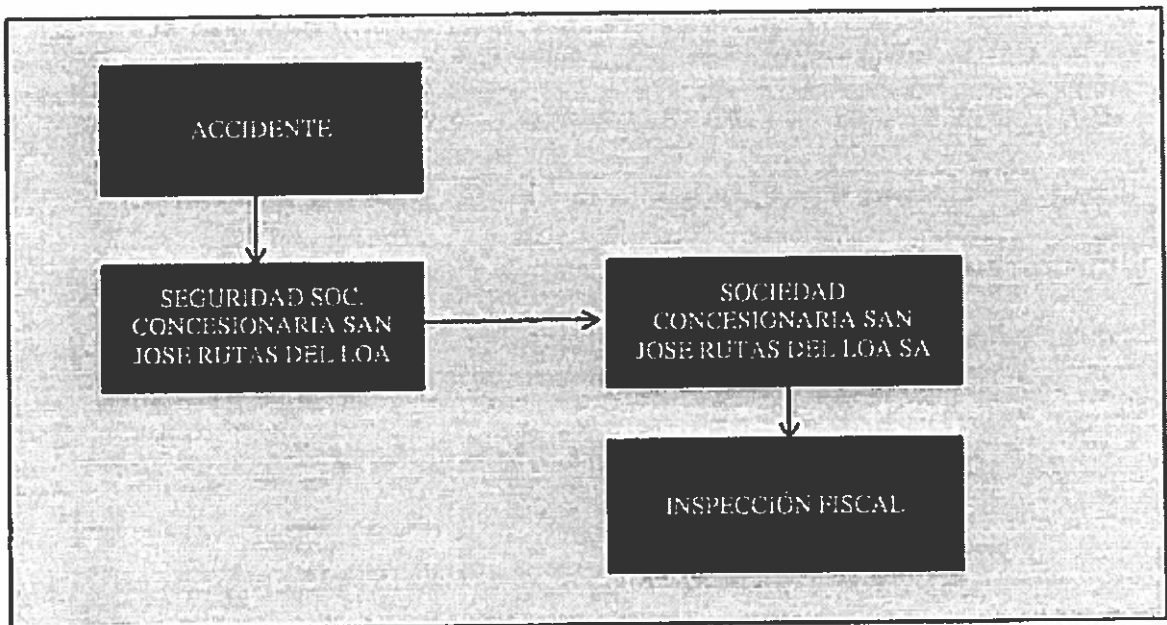 ACCIDENTE
SEGURIDAD SOC.
CONCESIONARIA SAN
JOSE RUTAS DEL LOA
SOCIEDAD
CONCESIONARIA SAN
JOSE RUTAS DEL LOA SA
INSPECCIÓN FISCAL